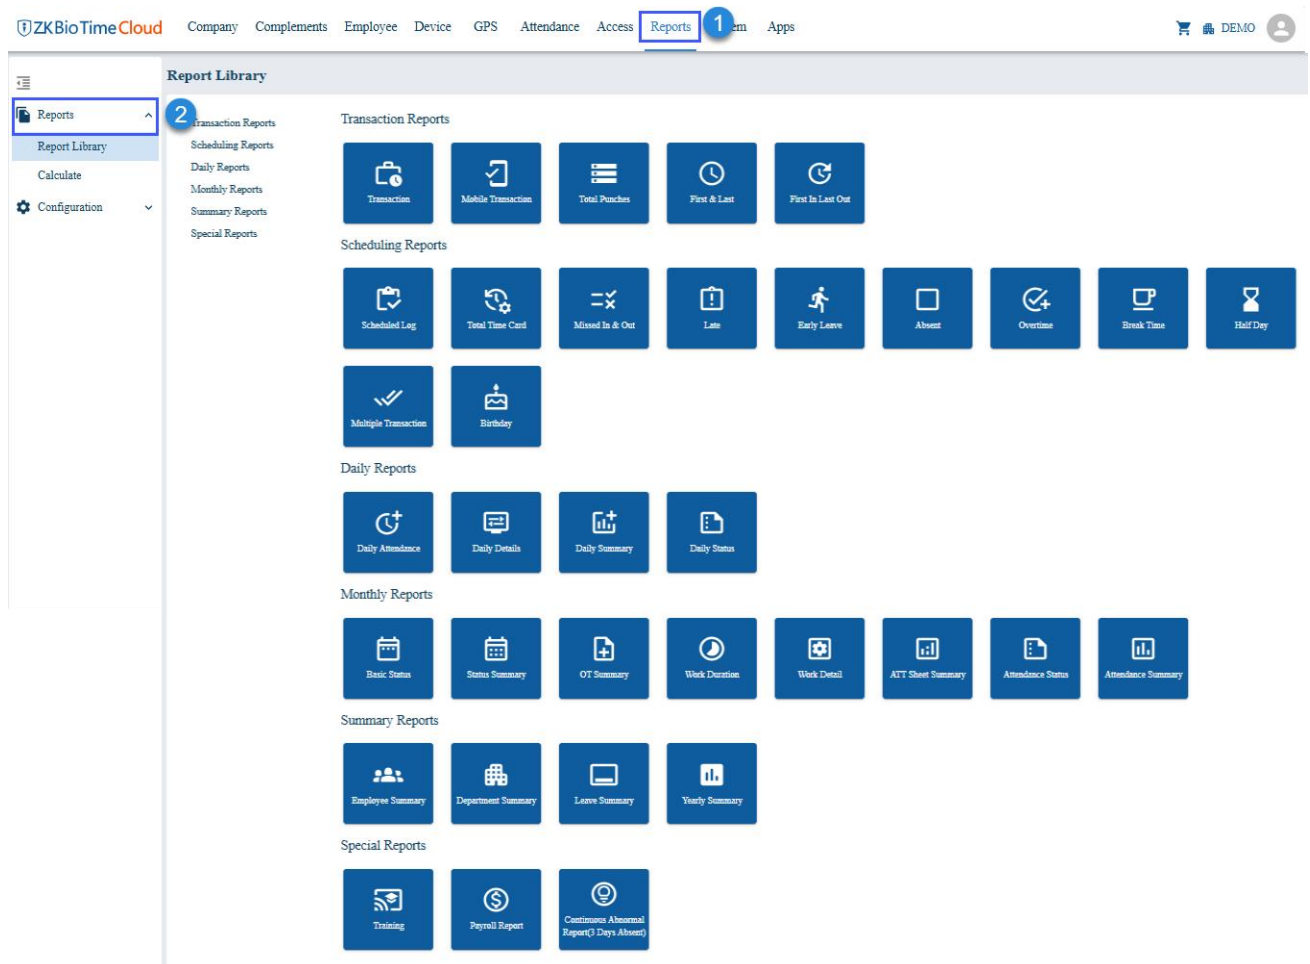 ZKBioTime Cloud
Company Complements Employee Device GPS Attendance Access Reports 1 em Apps
DEMO
Report Library
Reports
Report Library
Calculate
Configuration
2
Transaction Reports
Scheduling Reports
Daily Reports
Monthly Reports
Summary Reports
Special Reports
Transaction Reports
Transaction Mobile Transaction Total Punches First & Last First In Last Out
Scheduling Reports
Scheduled Log Total Time Card Missed In & Out Late Early Leave Absent Overtime Break Time Half Day
Multiple Transaction Birthday
Daily Reports
Daily Attendance Daily Details Daily Summary Daily Status
Monthly Reports
Basic Status Status Summary OT Summary Work Duration Work Detail ATT Sheet Summary Attendance Status Attendance Summary
Summary Reports
Employee Summary Department Summary Leave Summary Yearly Summary
Special Reports
Training Payroll Report Continuous Abnormal
Report(3 Days Absent)